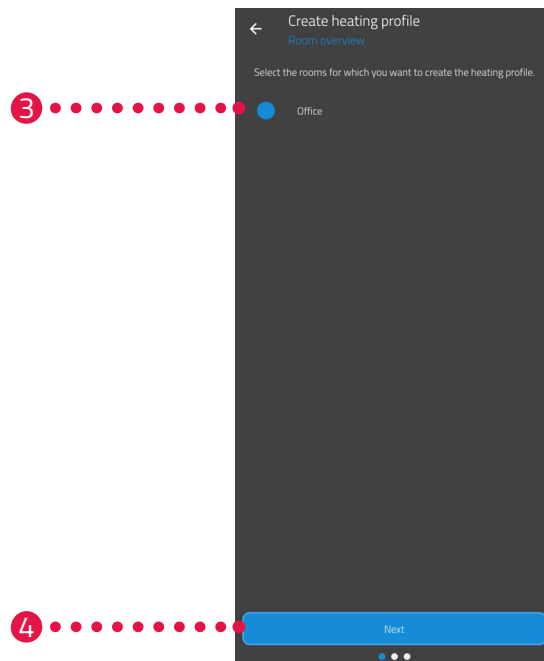 Create heating profile
Room overview
Select the rooms for which you want to create the heating profile.
3
Office
4
Next